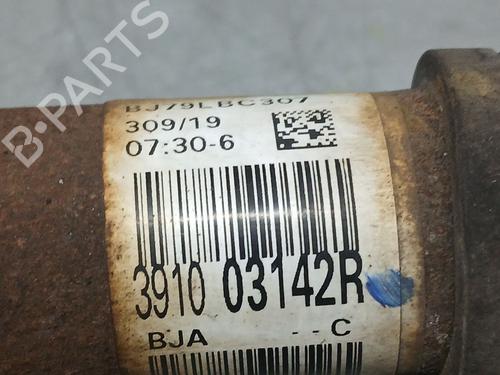 B-PARTS
BJ79LBC307
309/19
07:30-6
3910 03142R
BJA - - C